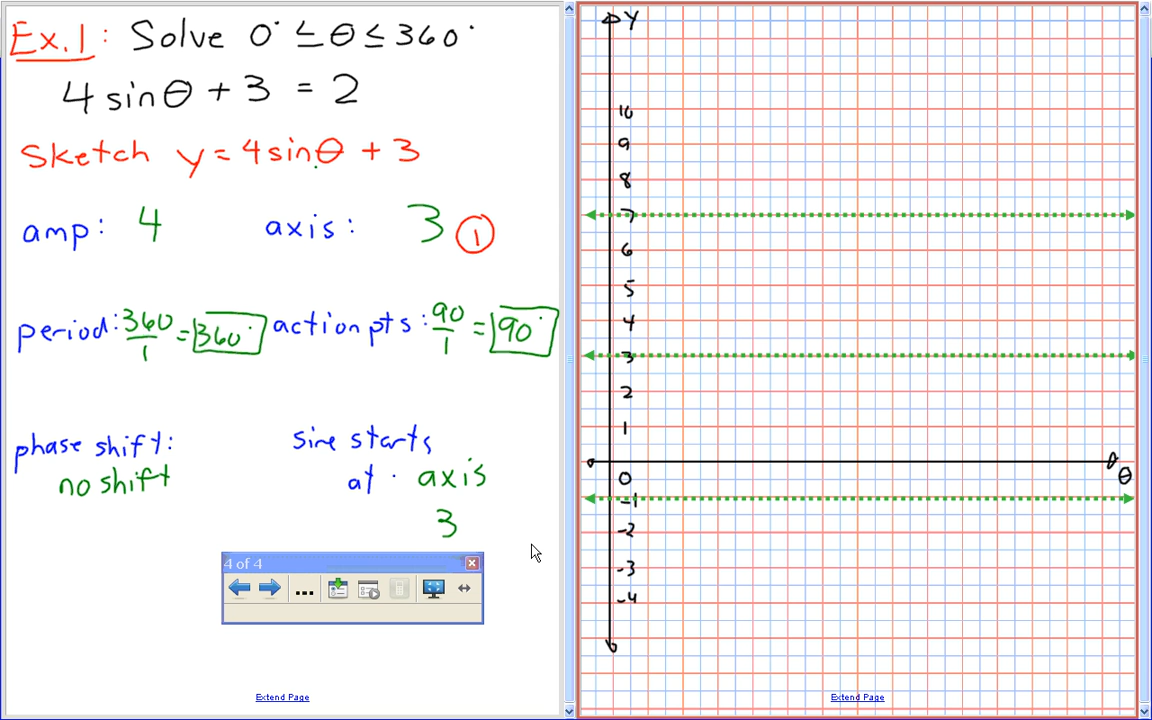 Ex. 1: Solve 0° ≤ θ ≤ 360°
4 sinθ + 3 = 2
Sketch y = 4 sinθ + 3
amp: 4 axis: 3 ①
period: 360/1 = 360° action pts: 90/1 = 90°
phase shift: sine starts
no shift at axis
3
4 of 4
...
Extend Page
Y
10
9
8
7
6
5
4
3
2
1
0 θ
-1
-2
-3
-4
Extend Page